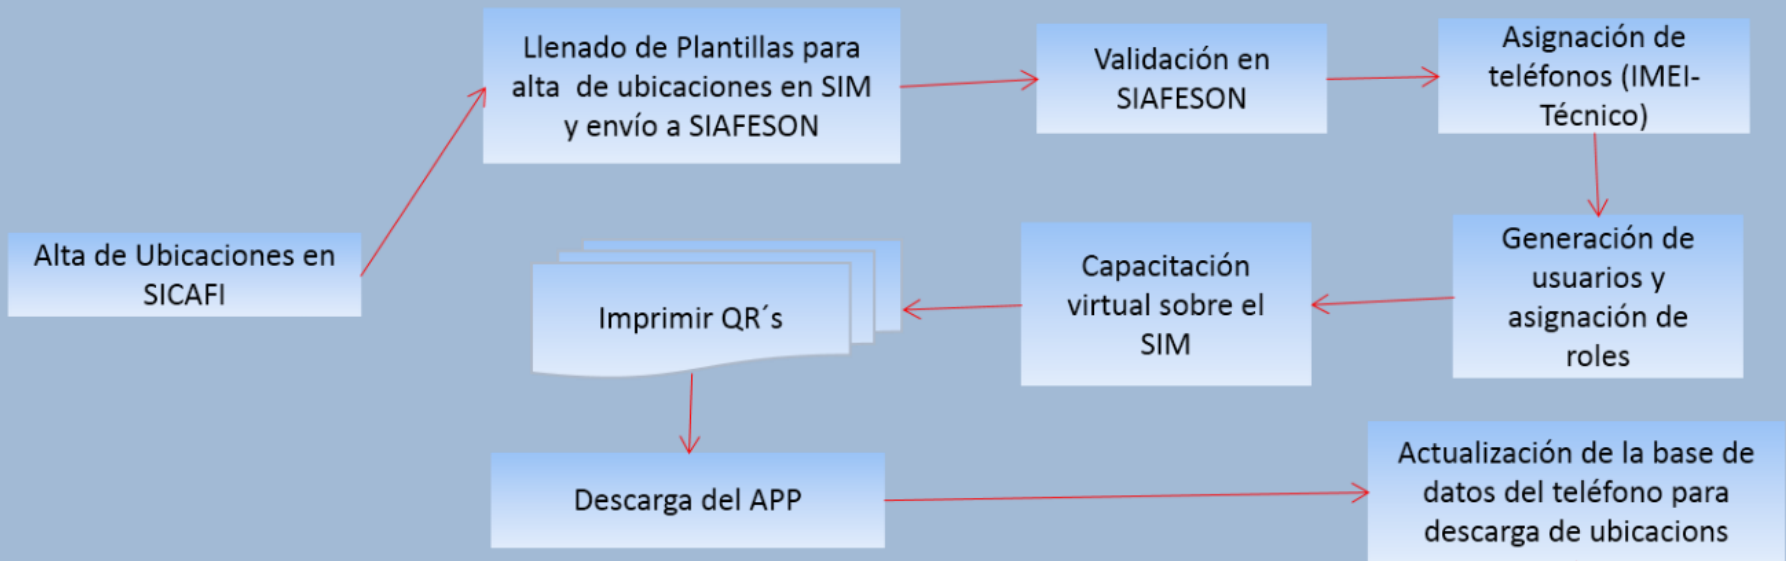 Alta de Ubicaciones en
SICAFI
Llenado de Plantillas para
alta de ubicaciones en SIM
y envío a SIAFESON
Validación en
SIAFESON
Asignación de
teléfonos (IMEI-
Técnico)
Generación de
usuarios y
asignación de
roles
Capacitación
virtual sobre el
SIM
Imprimir QR´s
Descarga del APP
Actualización de la base de
datos del teléfono para
descarga de ubicacions